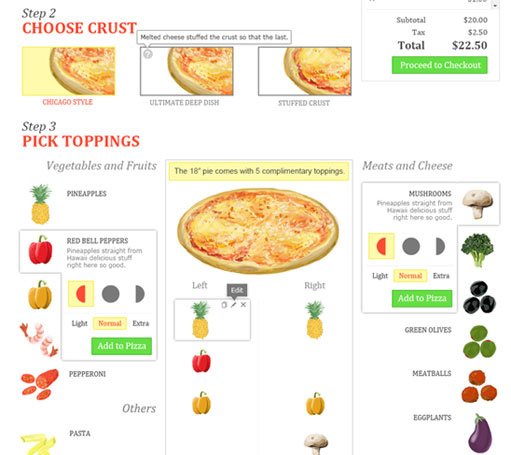 Step 2
CHOOSE CRUST
Melted cheese stuffed the crust so that the last.
?
CHICAGO STYLE
ULTIMATE DEEP DISH
STUFFED CRUST
Subtotal $20.00
Tax $2.50
Total $22.50
Proceed to Checkout
Step 3
PICK TOPPINGS
Vegetables and Fruits
PINEAPPLES
RED BELL PEPPERS
Pineapples straight from
Hawaii delicious stuff
right here so good.
Light Normal Extra
Add to Pizza
PEPPERONI
Others
PASTA
The 18" pie comes with 5 complimentary toppings.
Left Right
Edit
Meats and Cheese
MUSHROOMS
Pineapples straight from
Hawaii delicious stuff
right here so good.
Light Normal Extra
Add to Pizza
GREEN OLIVES
MEATBALLS
EGGPLANTS